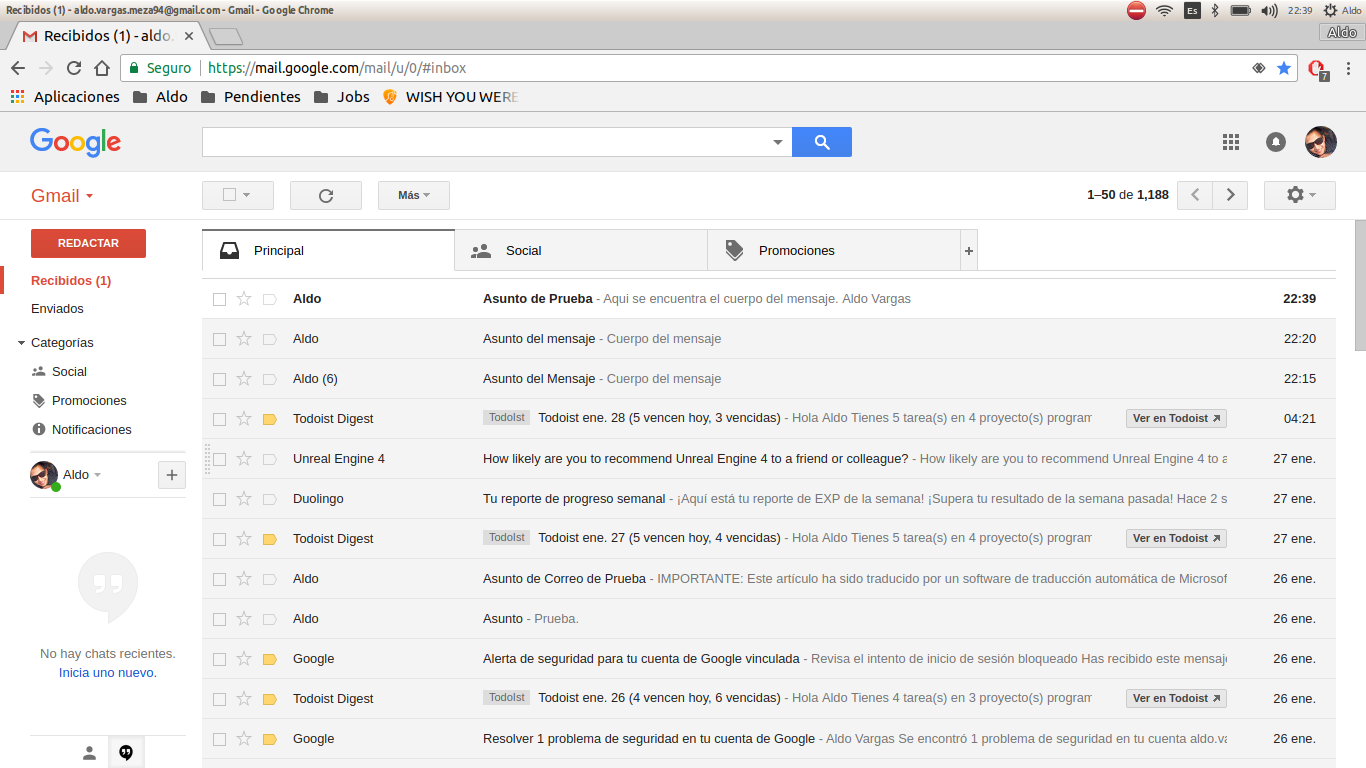 Recibidos (1) - aldo.vargas.meza94@gmail.com - Gmail - Google Chrome
Es 22:39 Aldo
Recibidos (1) - aldo. Aldo
Seguro https://mail.google.com/mail/u/0/#inbox 7
Aplicaciones Aldo Pendientes Jobs WISH YOU WERE
Google
Gmail Más 1–50 de 1,188
REDACTAR
Recibidos (1)
Enviados
Categorías
Social
Promociones
Notificaciones
Aldo
No hay chats recientes.
Inicia uno nuevo.
Principal Social Promociones +
Aldo Asunto de Prueba - Aqui se encuentra el cuerpo del mensaje. Aldo Vargas 22:39
Aldo Asunto del mensaje - Cuerpo del mensaje 22:20
Aldo (6) Asunto del Mensaje - Cuerpo del mensaje 22:15
Todoist Digest TodoIst Todoist ene. 28 (5 vencen hoy, 3 vencidas) - Hola Aldo Tienes 5 tarea(s) en 4 proyecto(s) program Ver en Todoist 04:21
Unreal Engine 4 How likely are you to recommend Unreal Engine 4 to a friend or colleague? - How likely are you to recommend Unreal Engine 4 to a 27 ene.
Duolingo Tu reporte de progreso semanal - ¡Aquí está tu reporte de EXP de la semana! ¡Supera tu resultado de la semana pasada! Hace 2 s 27 ene.
Todoist Digest TodoIst Todoist ene. 27 (5 vencen hoy, 4 vencidas) - Hola Aldo Tienes 5 tarea(s) en 4 proyecto(s) program Ver en Todoist 27 ene.
Aldo Asunto de Correo de Prueba - IMPORTANTE: Este artículo ha sido traducido por un software de traducción automática de Microsof 26 ene.
Aldo Asunto - Prueba. 26 ene.
Google Alerta de seguridad para tu cuenta de Google vinculada - Revisa el intento de inicio de sesión bloqueado Has recibido este mensaje 26 ene.
Todoist Digest TodoIst Todoist ene. 26 (4 vencen hoy, 6 vencidas) - Hola Aldo Tienes 4 tarea(s) en 3 proyecto(s) program Ver en Todoist 26 ene.
Google Resolver 1 problema de seguridad en tu cuenta de Google - Aldo Vargas Se encontró 1 problema de seguridad en tu cuenta aldo.va 26 ene.